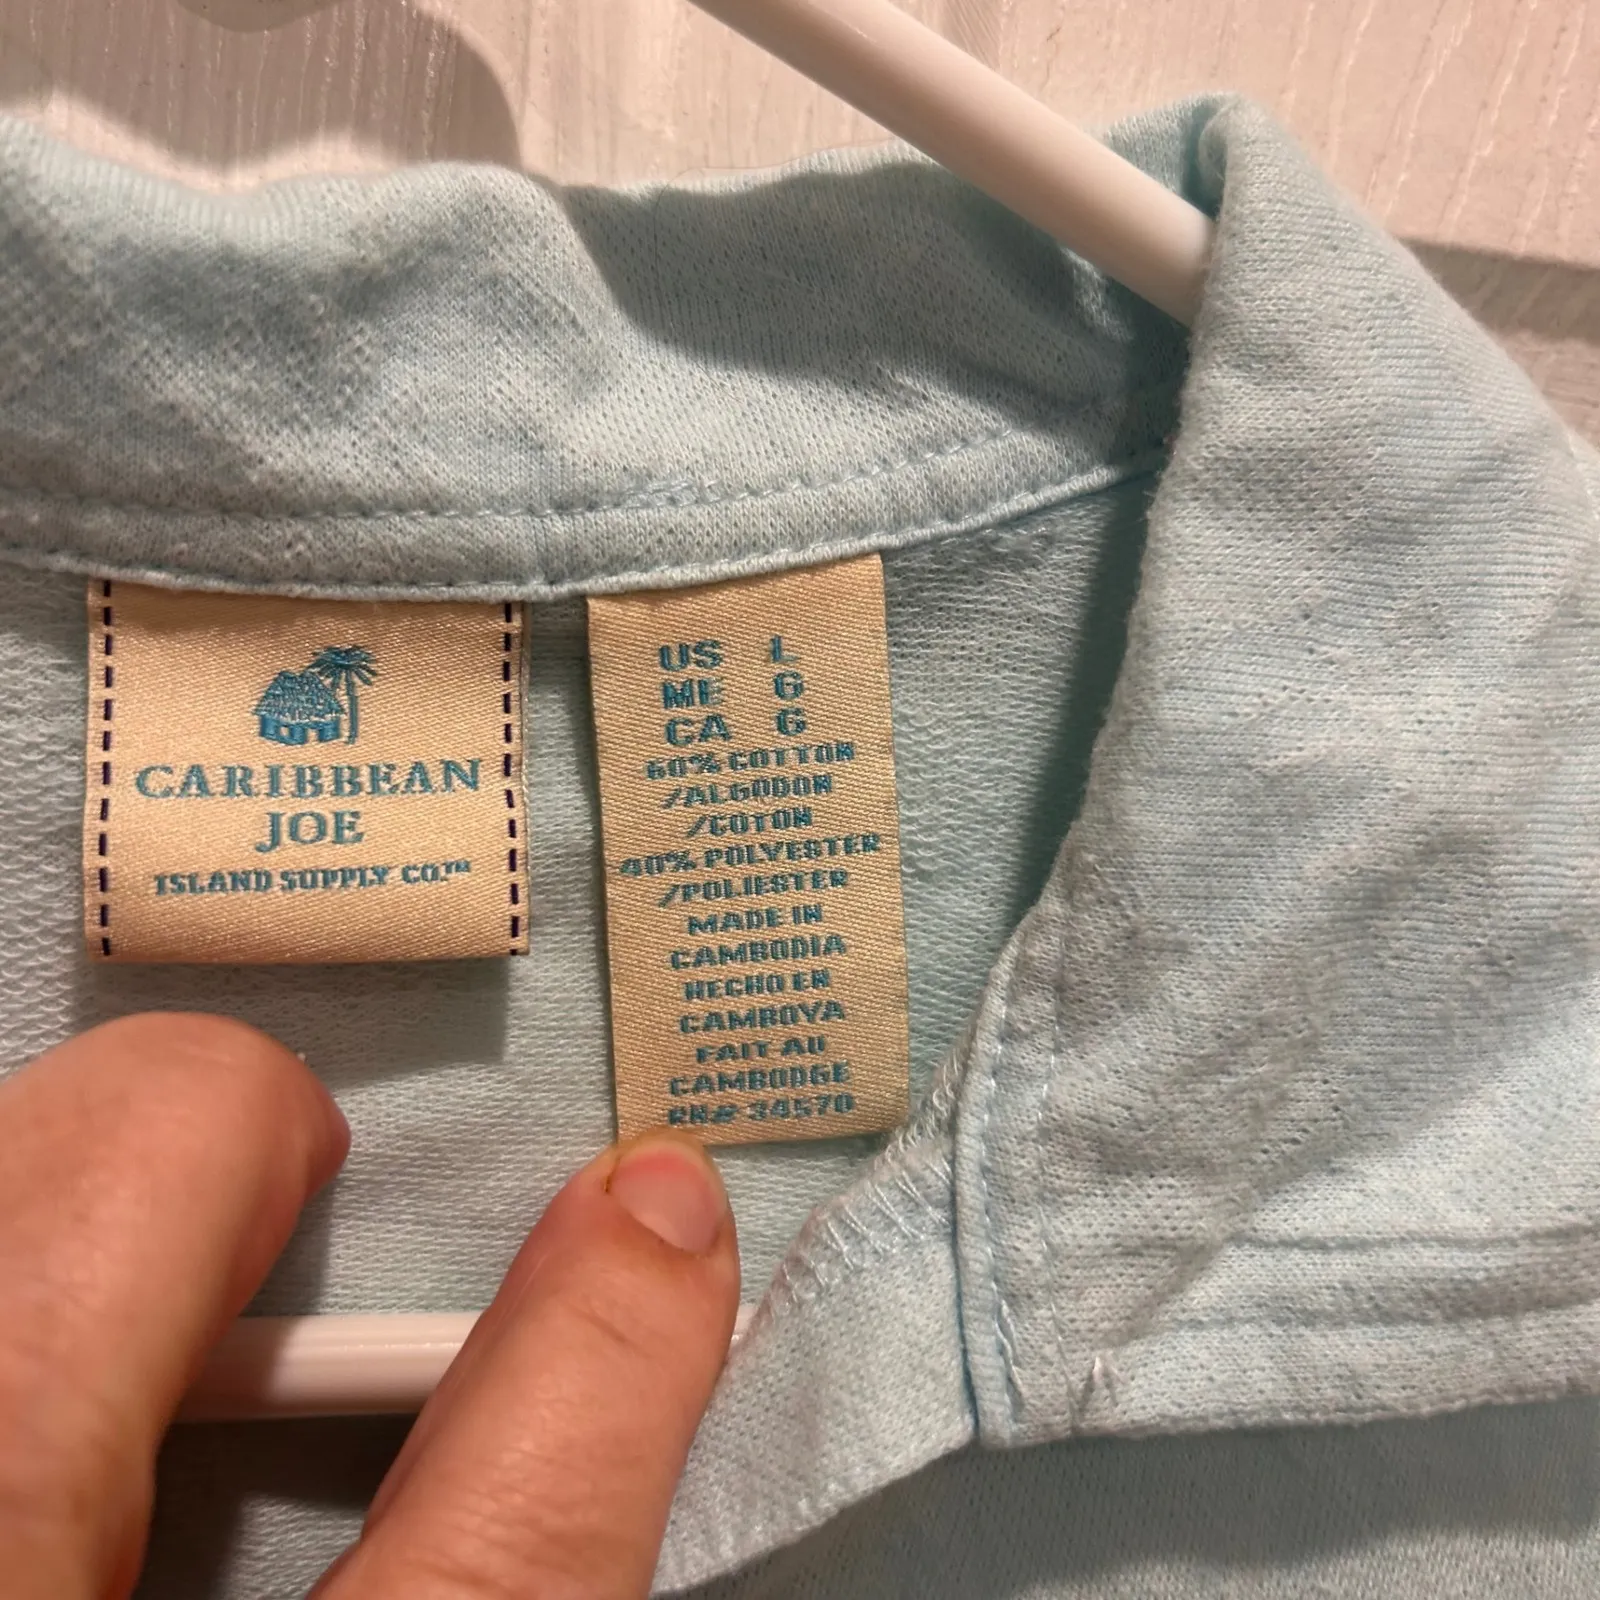 CARIBBEAN
JOE
ISLAND SUPPLY CO.™
US L
ME G
CA G
60% COTTON
/ALGODON
/COTON
40% POLYESTER
/POLIESTER
MADE IN
CAMBODIA
HECHO EN
CAMBOYA
FAIT AU
CAMBODGE
RN# 34570